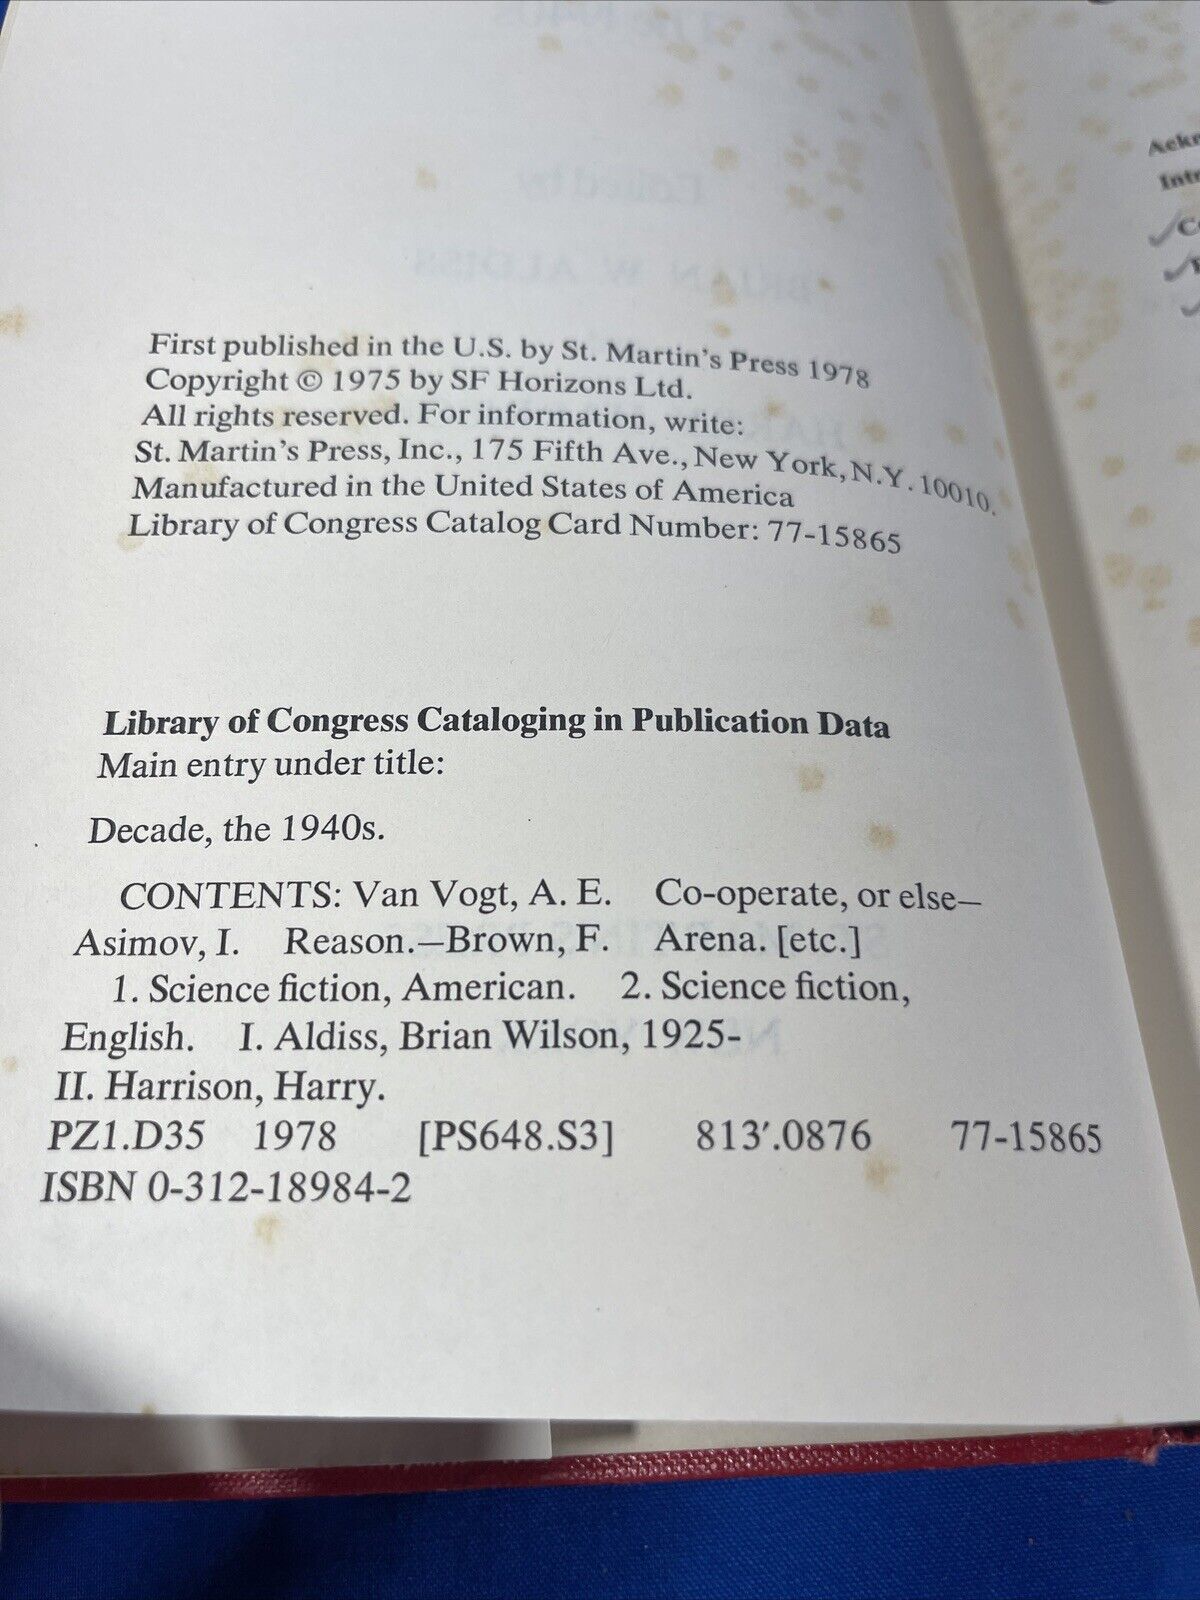 First published in the U.S. by St. Martin's Press 1978
Copyright © 1975 by SF Horizons Ltd.
All rights reserved. For information, write:
St. Martin's Press, Inc., 175 Fifth Ave., New York, N.Y. 10010.
Manufactured in the United States of America
Library of Congress Catalog Card Number: 77-15865
Library of Congress Cataloging in Publication Data
Main entry under title:
Decade, the 1940s.
CONTENTS: Van Vogt, A. E. Co-operate, or else—
Asimov, I. Reason.—Brown, F. Arena. [etc.]
1. Science fiction, American. 2. Science fiction,
English. I. Aldiss, Brian Wilson, 1925-
II. Harrison, Harry.
PZ1.D35 1978 [PS648.S3] 813′.0876 77-15865
ISBN 0-312-18984-2